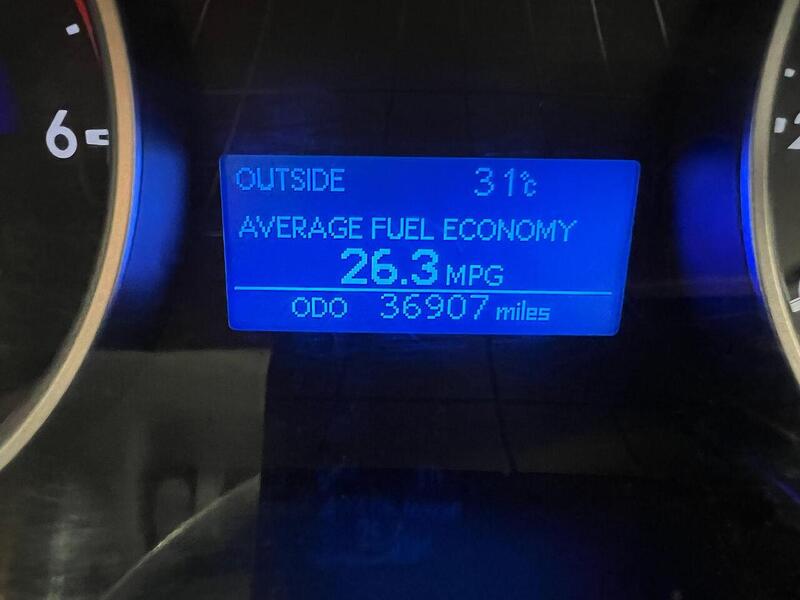 6
OUTSIDE 31°C
AVERAGE FUEL ECONOMY
26.3 MPG
ODO 36907 miles